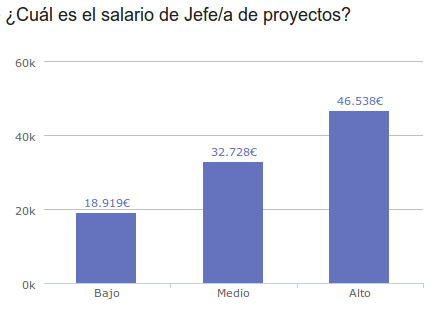 ¿Cuál es el salario de Jefe/a de proyectos?
60k
46.538€
40k
32.728€
18.919€
20k
0k
Bajo
Medio
Alto